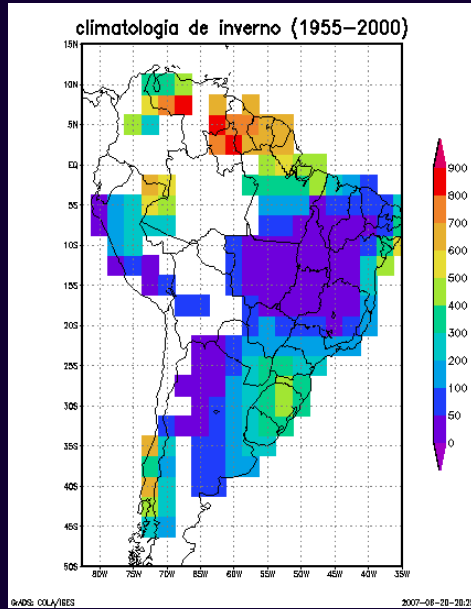 climatologia de inverno (1955-2000)
15N
10N
5N
EQ
5S
10S
15S
20S
25S
30S
35S
40S
45S
50S
80W 75W 70W 65W 60W 55W 50W 45W 40W 35W
900
800
700
600
500
400
300
200
100
50
0
GrADS: COLA/IGES